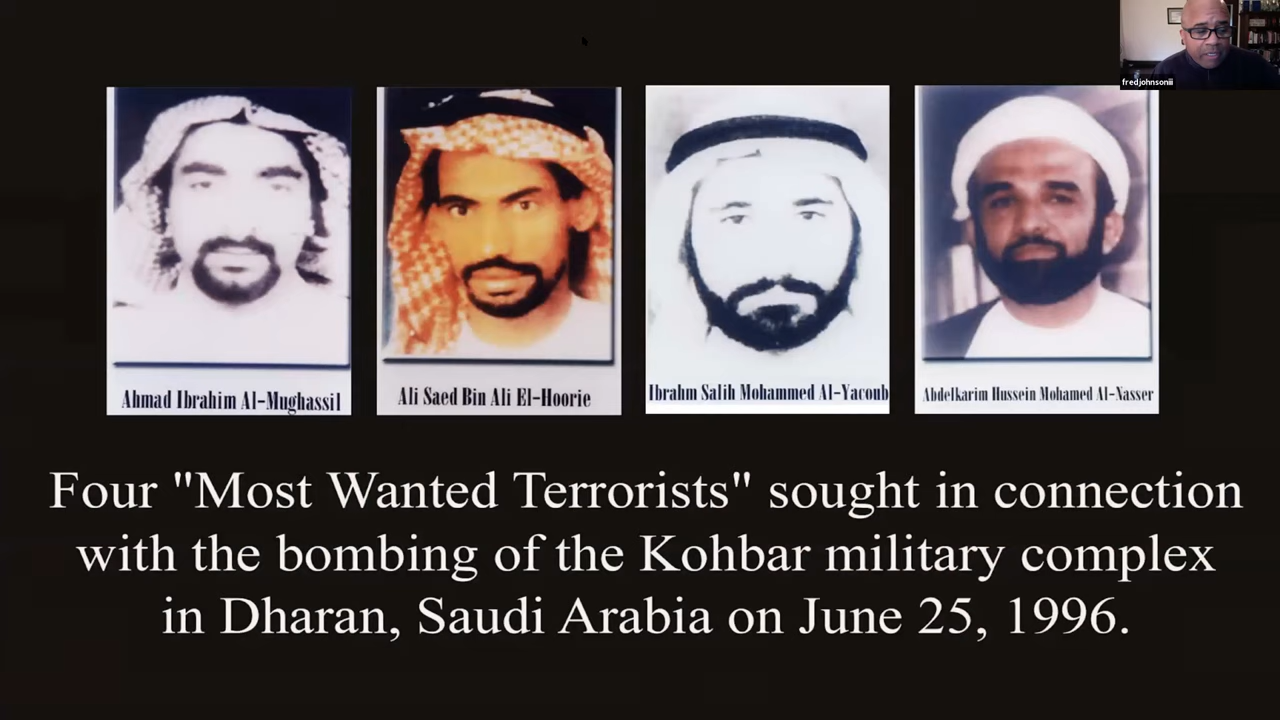 fredjohnsoniii
Ahmad Ibrahim Al-Mughassil
Ali Saed Bin Ali El-Hoorie
Ibrahm Salih Mohammed Al-Yacoub
Abdelkarim Hussein Mohamed Al-Nasser
Four "Most Wanted Terrorists" sought in connection
with the bombing of the Kohbar military complex
in Dharan, Saudi Arabia on June 25, 1996.